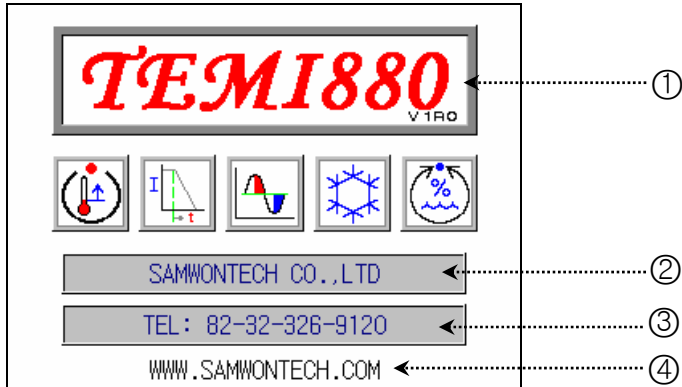 TEMI880
V1R0
①
I
t
%
SAMWONTECH CO.,LTD
②
TEL: 82-32-326-9120
③
WWW.SAMWONTECH.COM
④